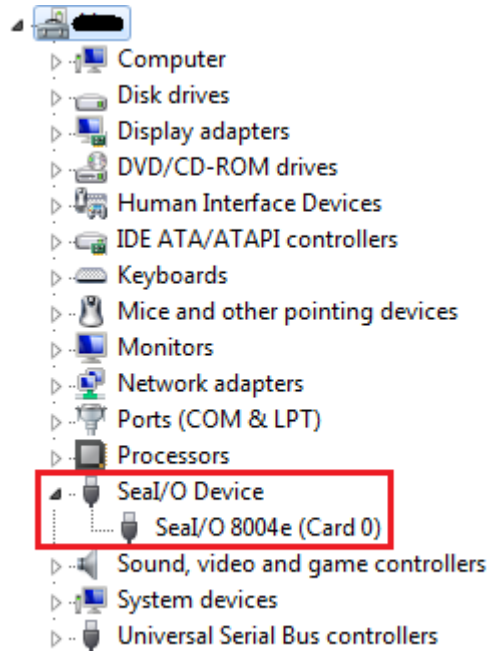 Computer
Disk drives
Display adapters
DVD/CD-ROM drives
Human Interface Devices
IDE ATA/ATAPI controllers
Keyboards
Mice and other pointing devices
Monitors
Network adapters
Ports (COM & LPT)
Processors
SeaI/O Device
SeaI/O 8004e (Card 0)
Sound, video and game controllers
System devices
Universal Serial Bus controllers